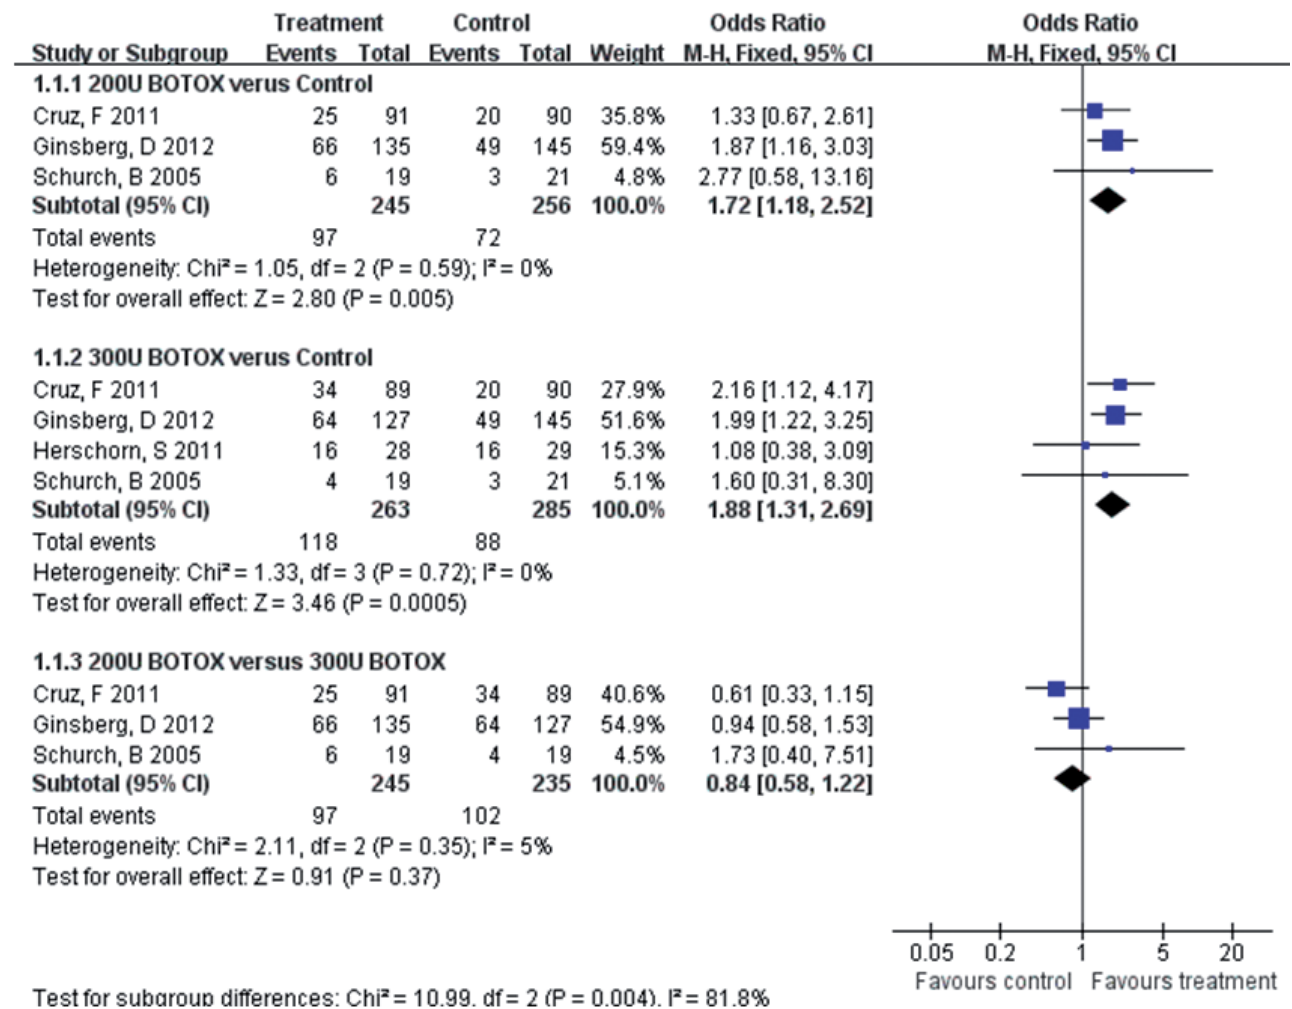 Treatment Control Odds Ratio Odds Ratio
Study or Subgroup Events Total Events Total Weight M-H, Fixed, 95% CI M-H, Fixed, 95% CI
1.1.1 200U BOTOX verus Control
Cruz, F 2011 25 91 20 90 35.8% 1.33 [0.67, 2.61]
Ginsberg, D 2012 66 135 49 145 59.4% 1.87 [1.16, 3.03]
Schurch, B 2005 6 19 3 21 4.8% 2.77 [0.58, 13.16]
Subtotal (95% CI) 245 256 100.0% 1.72 [1.18, 2.52]
Total events 97 72
Heterogeneity: Chi² = 1.05, df = 2 (P = 0.59); I² = 0%
Test for overall effect: Z = 2.80 (P = 0.005)
1.1.2 300U BOTOX verus Control
Cruz, F 2011 34 89 20 90 27.9% 2.16 [1.12, 4.17]
Ginsberg, D 2012 64 127 49 145 51.6% 1.99 [1.22, 3.25]
Herschorn, S 2011 16 28 16 29 15.3% 1.08 [0.38, 3.09]
Schurch, B 2005 4 19 3 21 5.1% 1.60 [0.31, 8.30]
Subtotal (95% CI) 263 285 100.0% 1.88 [1.31, 2.69]
Total events 118 88
Heterogeneity: Chi² = 1.33, df = 3 (P = 0.72); I² = 0%
Test for overall effect: Z = 3.46 (P = 0.0005)
1.1.3 200U BOTOX versus 300U BOTOX
Cruz, F 2011 25 91 34 89 40.6% 0.61 [0.33, 1.15]
Ginsberg, D 2012 66 135 64 127 54.9% 0.94 [0.58, 1.53]
Schurch, B 2005 6 19 4 19 4.5% 1.73 [0.40, 7.51]
Subtotal (95% CI) 245 235 100.0% 0.84 [0.58, 1.22]
Total events 97 102
Heterogeneity: Chi² = 2.11, df = 2 (P = 0.35); I² = 5%
Test for overall effect: Z = 0.91 (P = 0.37)
0.05 0.2 1 5 20
Favours control Favours treatment
Test for subgroup differences: Chi² = 10.99. df = 2 (P = 0.004). I² = 81.8%